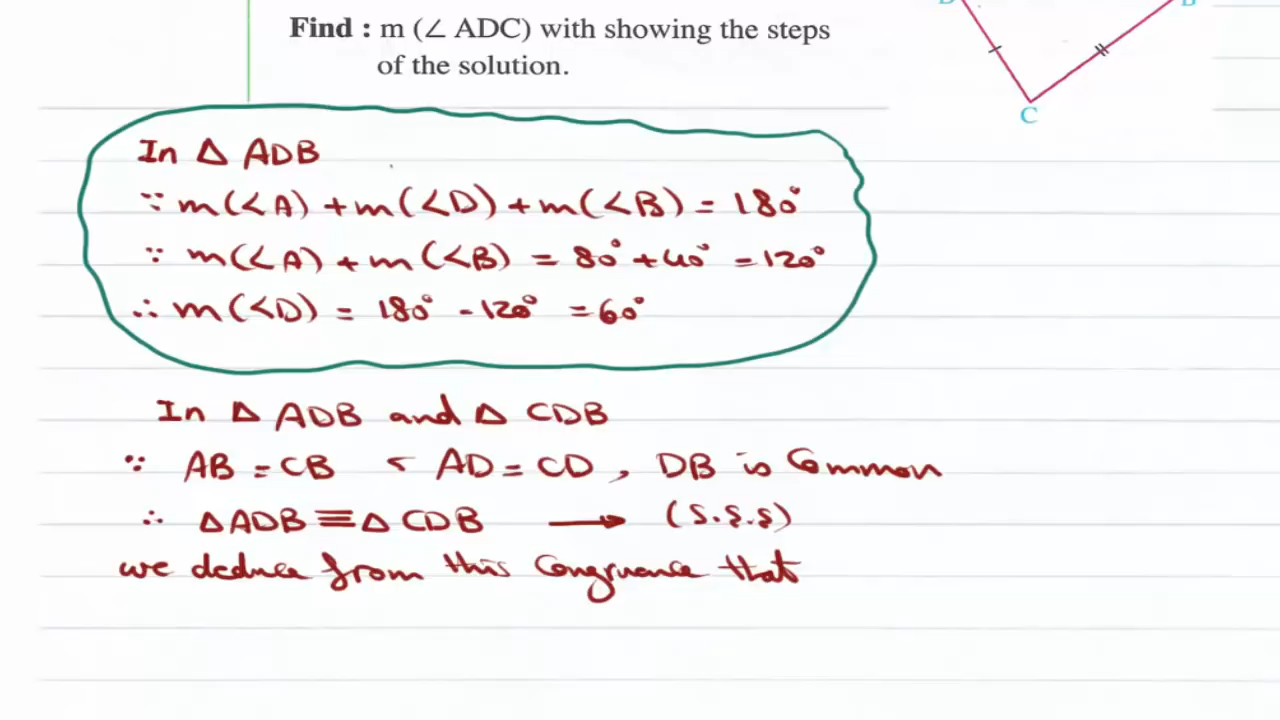 Find : m (∠ ADC) with showing the steps
of the solution.
C
In △ ADB
∵ m(∠A) + m(∠D) + m(∠B) = 180°
∵ m(∠A) + m(∠B) = 80° + 40° = 120°
∴ m(∠D) = 180° - 120° = 60°
In △ ADB and △ CDB
∵ AB = CB , AD = CD , DB is Common
∴ △ADB ≡ △ CDB → (S.S.S)
we deduce from this Congruence that